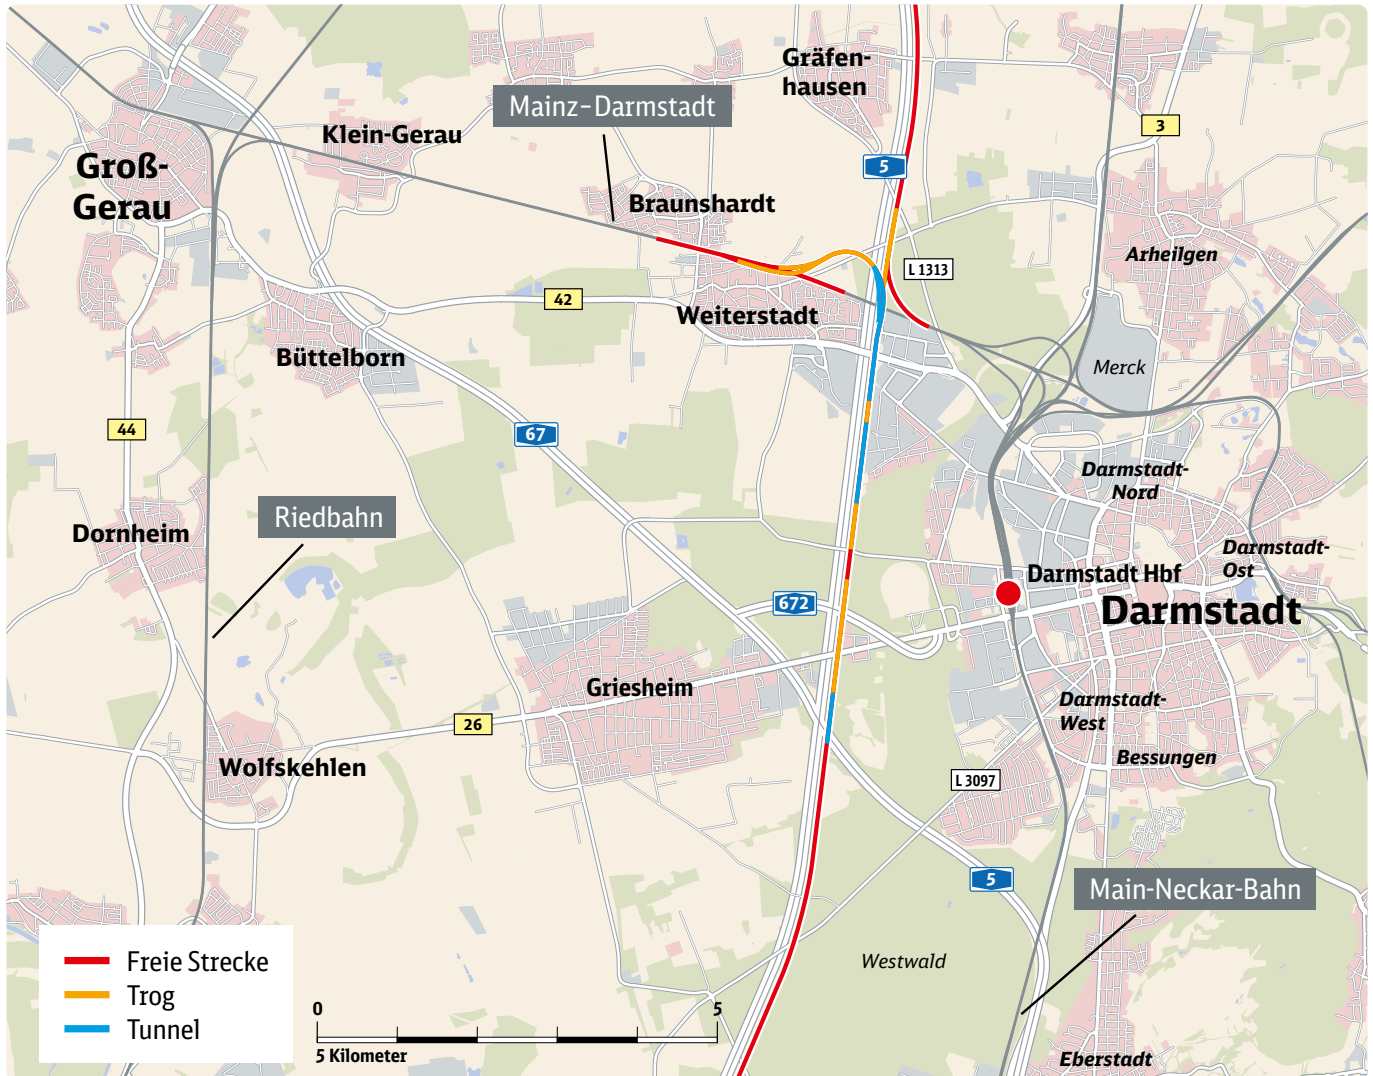 Gräfen-
hausen
Mainz–Darmstadt
3
Klein-Gerau
5
Groß-
Gerau
Braunshardt
Arheilgen
L 1313
42
Weiterstadt
Büttelborn
Merck
44
67
Darmstadt-
Nord
Riedbahn
Dornheim
Darmstadt-
Ost
Darmstadt Hbf
672
Darmstadt
Griesheim
Darmstadt-
West
26
Bessungen
Wolfskehlen
L 3097
5
Main-Neckar-Bahn
Westwald
Freie Strecke
Trog
Tunnel
0 5
5 Kilometer
Eberstadt